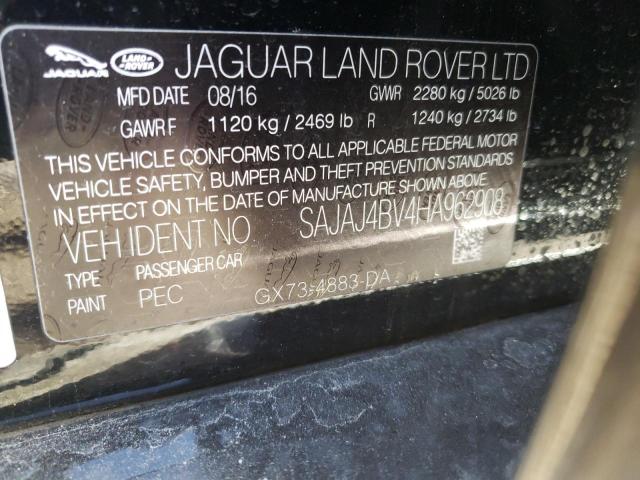 JAGUAR LAND-ROVER JAGUAR LAND ROVER LTD
MFD DATE 08/16 GWR 2280 kg / 5026 lb
GAWR F 1120 kg / 2469 lb R 1240 kg / 2734 lb
THIS VEHICLE CONFORMS TO ALL APPLICABLE FEDERAL MOTOR
VEHICLE SAFETY, BUMPER AND THEFT PREVENTION STANDARDS
IN EFFECT ON THE DATE OF MANUFACTURE SHOWN ABOVE.
VEH IDENT NO SAJAJ4BV4HA962908
TYPE PASSENGER CAR
PAINT PEC GX73-4883-DA